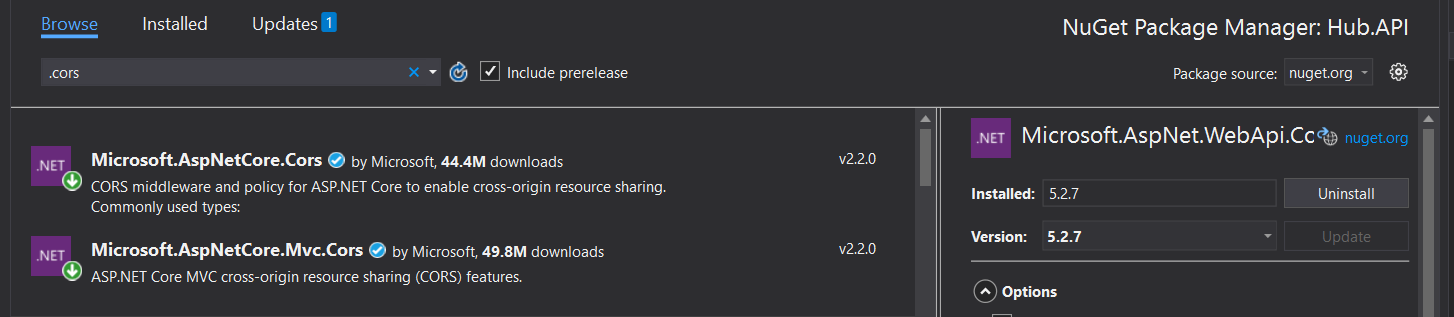 Browse Installed Updates 1
NuGet Package Manager: Hub.API
.cors
Include prerelease
Package source: nuget.org
.NET
Microsoft.AspNetCore.Cors by Microsoft, 44.4M downloads v2.2.0
CORS middleware and policy for ASP.NET Core to enable cross-origin resource sharing.
Commonly used types:
.NET
Microsoft.AspNetCore.Mvc.Cors by Microsoft, 49.8M downloads v2.2.0
ASP.NET Core MVC cross-origin resource sharing (CORS) features.
.NET
Microsoft.AspNet.WebApi.Co nuget.org
Installed: 5.2.7 Uninstall
Version: 5.2.7 Update
Options